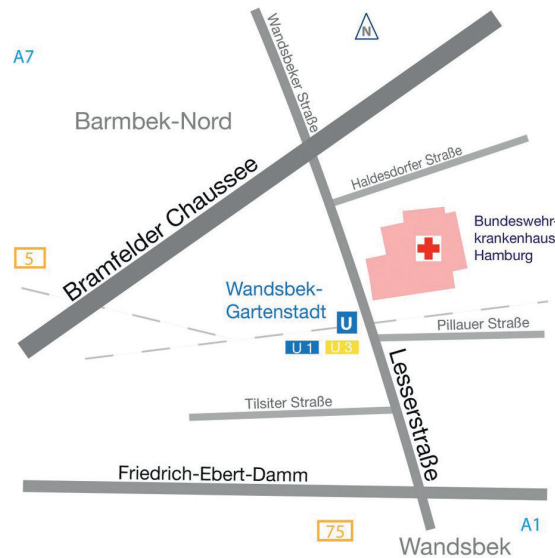 N
A7
Wandsbeker Straße
Barmbek-Nord
Haldesdorfer Straße
Bramfelder Chaussee
Bundeswehr-
krankenhaus
Hamburg
5
Wandsbek-
Gartenstadt
U
Pillauer Straße
U 1
U 3
Lesserstraße
Tilsiter Straße
Friedrich-Ebert-Damm
75
A1
Wandsbek